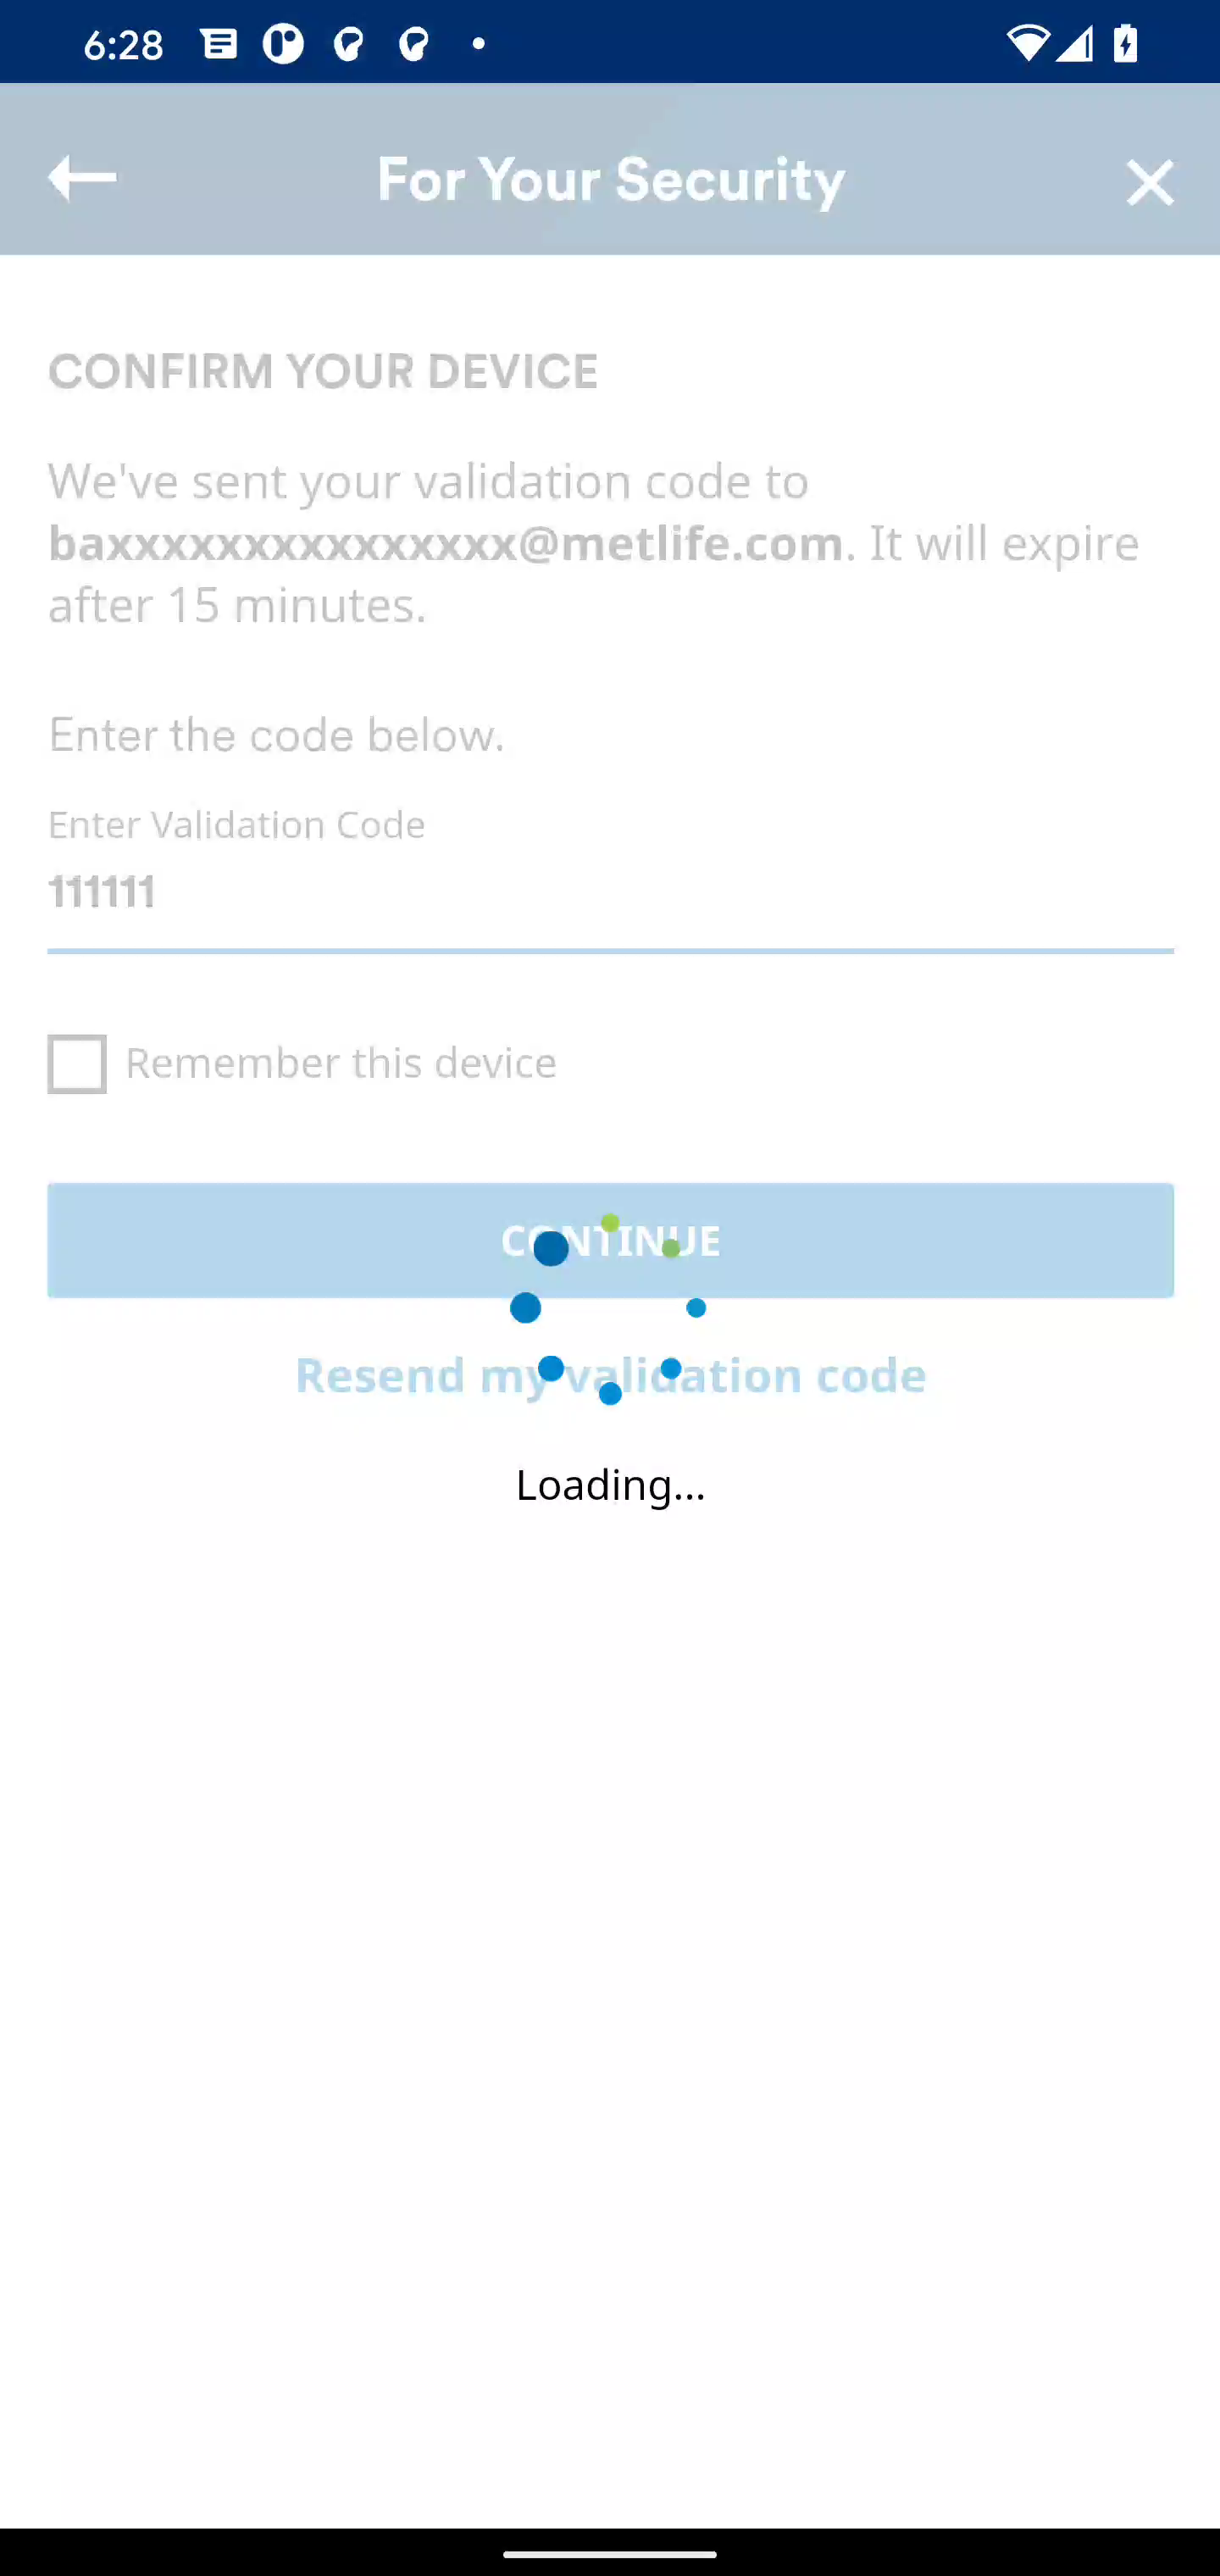 6:28
For Your Security
CONFIRM YOUR DEVICE
We've sent your validation code to
baxxxxxxxxxxxxxxx@metlife.com. It will expire
after 15 minutes.
Enter the code below.
Enter Validation Code
111111
Remember this device
CONTINUE
Resend my validation code
Loading...